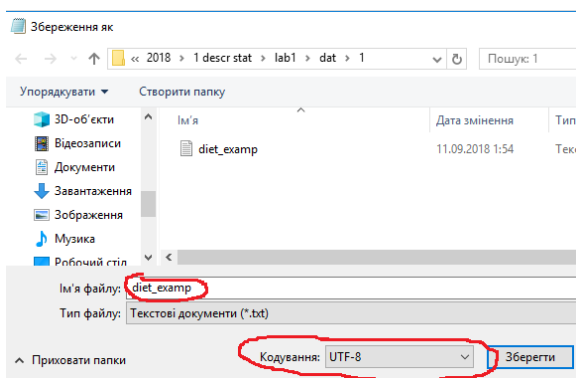 Збереження як
« 2018 › 1 descr stat › lab1 › dat › 1
Пошук: 1
Упорядкувати
Створити папку
3D-об'єкти
Відеозаписи
Документи
Завантаження
Зображення
Музика
Робочий стіл
Ім'я
Дата змінення
Тип
diet_examp
11.09.2018 1:54
Текс
Ім'я файлу: diet_examp
Тип файлу: Текстові документи (*.txt)
Приховати папки
Кодування: UTF-8
Зберегти